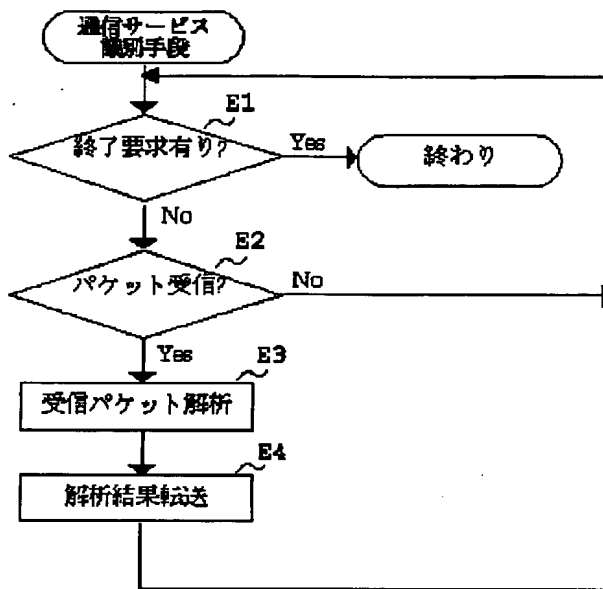 通信サービス
識別手段
E1
終了要求有り?
Yes
終わり
No
E2
パケット受信?
No
Yes
E3
受信パケット解析
E4
解析結果転送